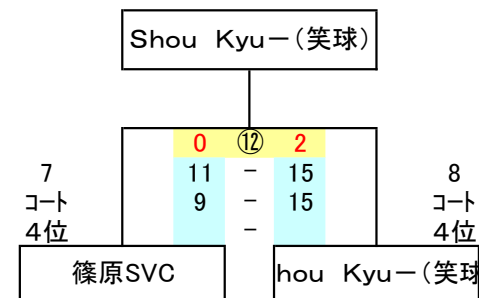 Shou Kyu－(笑球)
0 ⑫ 2
11 － 15
9 － 15
－
7
コート
4位
8
コート
4位
篠原SVC
hou Kyu－(笑球